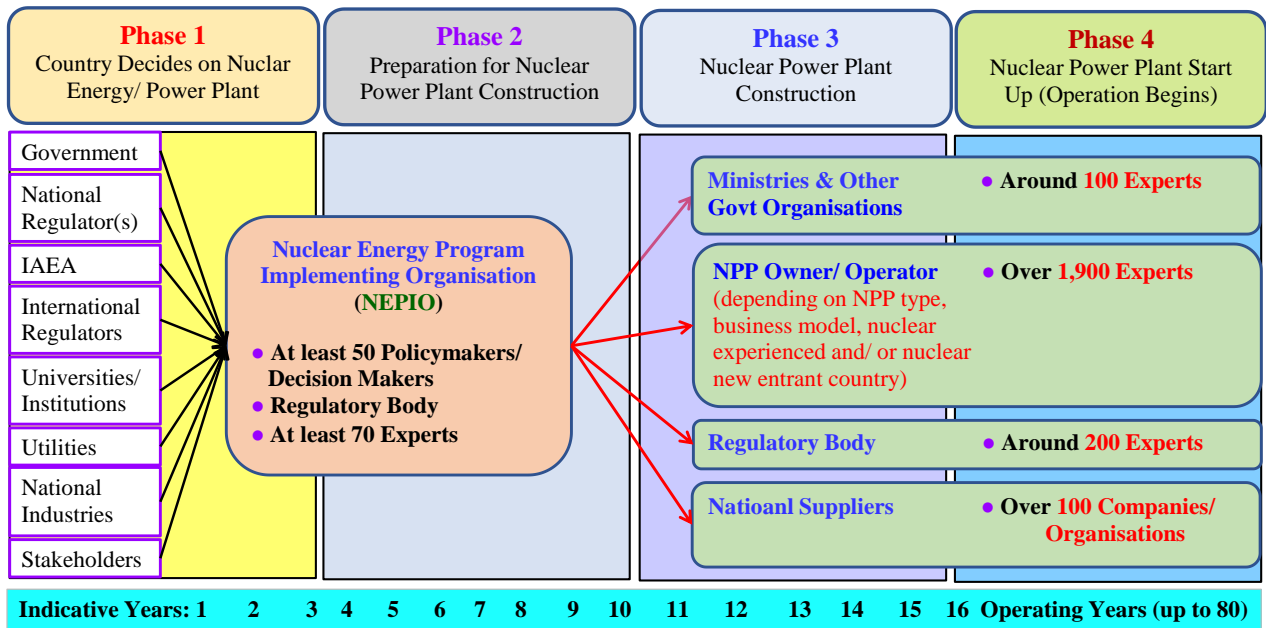 Phase 1
Country Decides on Nuclar
Energy/ Power Plant
Phase 2
Preparation for Nuclear
Power Plant Construction
Phase 3
Nuclear Power Plant
Construction
Phase 4
Nuclear Power Plant Start
Up (Operation Begins)
Government
National
Regulator(s)
IAEA
International
Regulators
Universities/
Institutions
Utilities
National
Industries
Stakeholders
Nuclear Energy Program
Implementing Organisation
(NEPIO)
● At least 50 Policymakers/
Decision Makers
● Regulatory Body
● At least 70 Experts
Ministries & Other
Govt Organisations
● Around 100 Experts
NPP Owner/ Operator
(depending on NPP type,
business model, nuclear
experienced and/ or nuclear
new entrant country)
● Over 1,900 Experts
Regulatory Body
● Around 200 Experts
Natioanl Suppliers
● Over 100 Companies/
Organisations
Indicative Years: 1 2 3 4 5 6 7 8 9 10 11 12 13 14 15 16 Operating Years (up to 80)